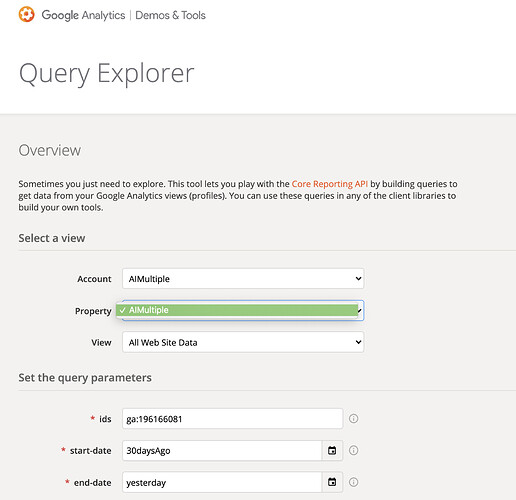 Google Analytics | Demos & Tools
Query Explorer
Overview
Sometimes you just need to explore. This tool lets you play with the Core Reporting API by building queries to
get data from your Google Analytics views (profiles). You can use these queries in any of the client libraries to
build your own tools.
Select a view
Account AIMultiple
Property ✓ AIMultiple
View All Web Site Data
Set the query parameters
* ids ga:196166081
* start-date 30daysAgo
* end-date yesterday